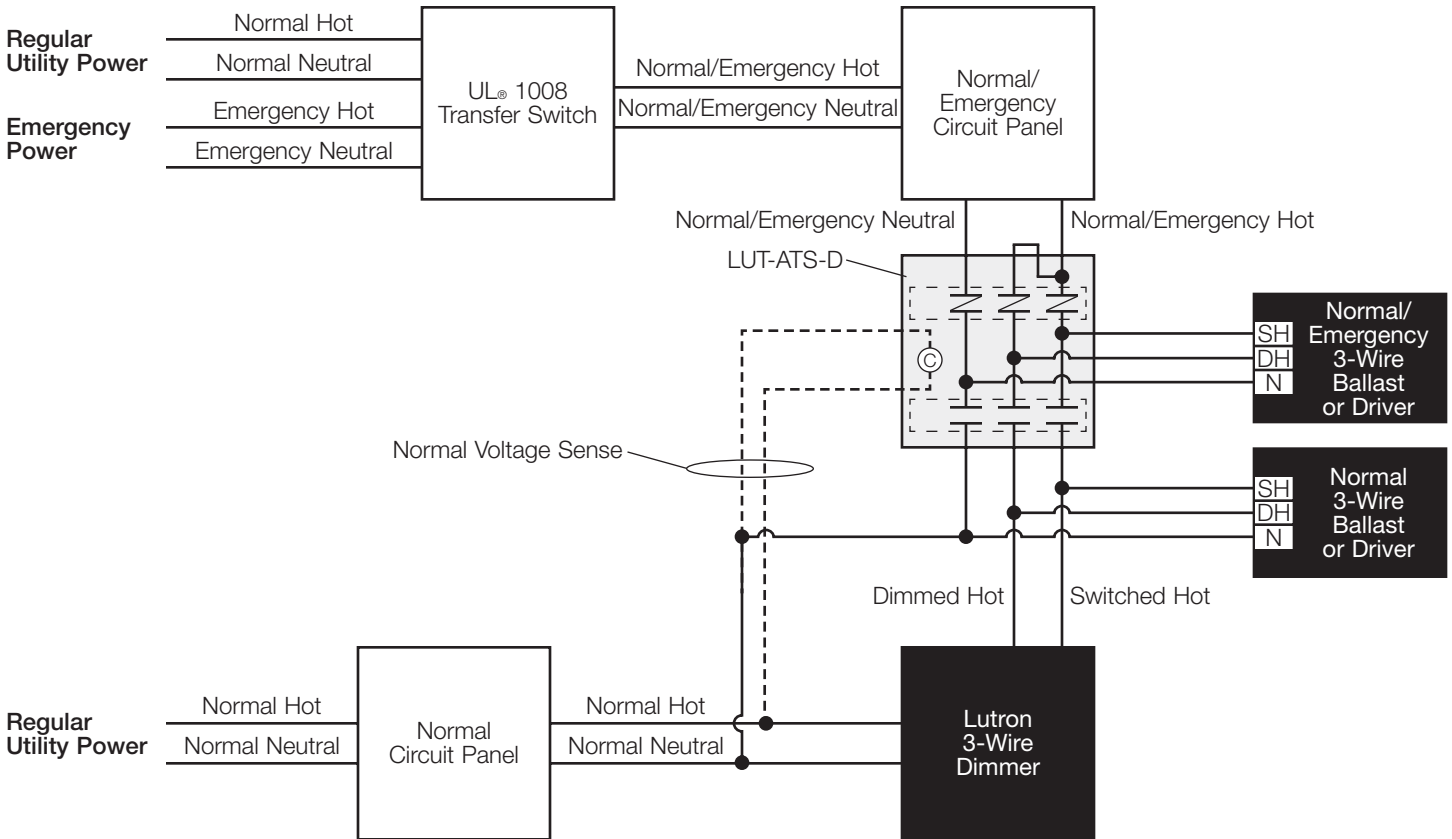 Regular
Utility Power
Normal Hot
Normal Neutral
Emergency
Power
Emergency Hot
Emergency Neutral
UL® 1008
Transfer Switch
Normal/Emergency Hot
Normal/Emergency Neutral
Normal/
Emergency
Circuit Panel
Normal/Emergency Neutral
Normal/Emergency Hot
LUT-ATS-D
C
SH
DH
N
Normal/
Emergency
3-Wire
Ballast
or Driver
Normal Voltage Sense
SH
DH
N
Normal
3-Wire
Ballast
or Driver
Dimmed Hot
Switched Hot
Regular
Utility Power
Normal Hot
Normal Neutral
Normal
Circuit Panel
Normal Hot
Normal Neutral
Lutron
3-Wire
Dimmer